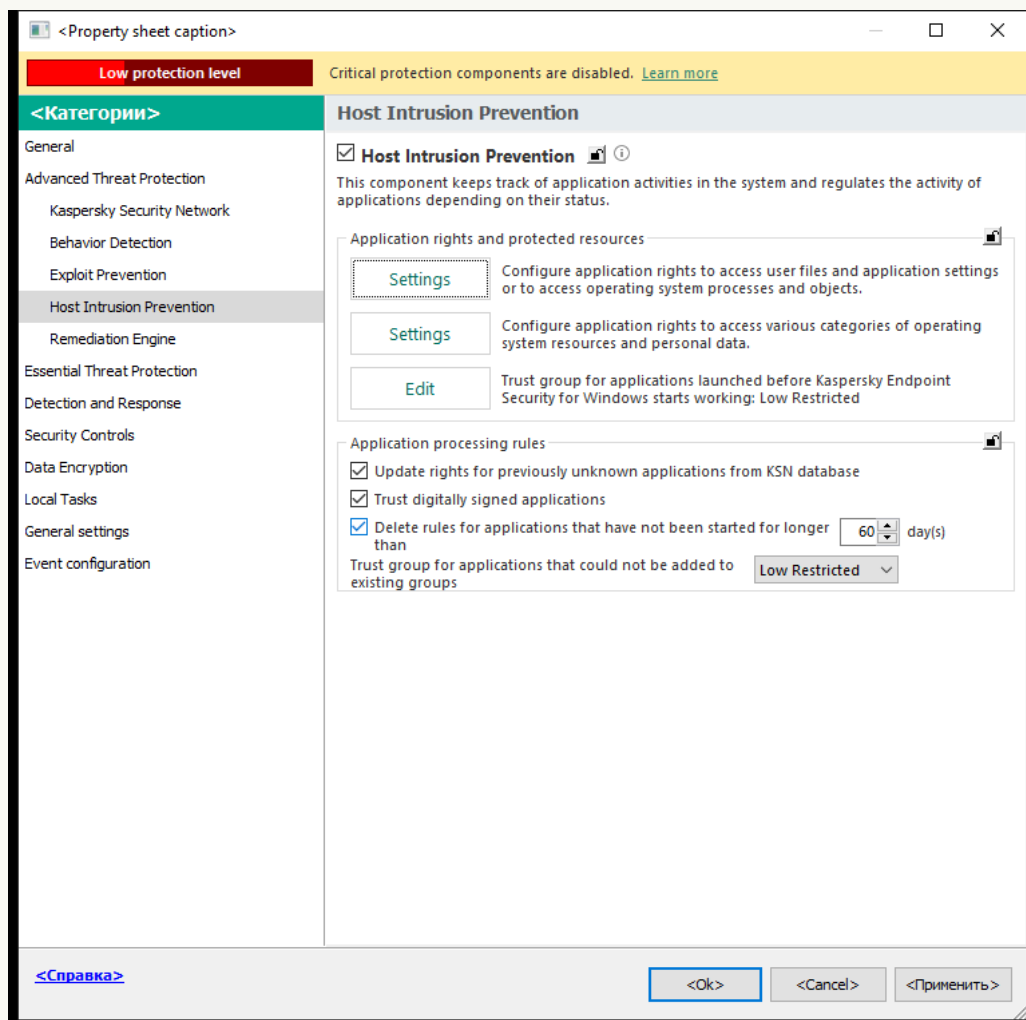 <Property sheet caption>
Low protection level
Critical protection components are disabled. Learn more
<Категории>
General
Advanced Threat Protection
Kaspersky Security Network
Behavior Detection
Exploit Prevention
Host Intrusion Prevention
Remediation Engine
Essential Threat Protection
Detection and Response
Security Controls
Data Encryption
Local Tasks
General settings
Event configuration
Host Intrusion Prevention
Host Intrusion Prevention
This component keeps track of application activities in the system and regulates the activity of
applications depending on their status.
Application rights and protected resources
Settings
Configure application rights to access user files and application settings
or to access operating system processes and objects.
Settings
Configure application rights to access various categories of operating
system resources and personal data.
Edit
Trust group for applications launched before Kaspersky Endpoint
Security for Windows starts working: Low Restricted
Application processing rules
Update rights for previously unknown applications from KSN database
Trust digitally signed applications
Delete rules for applications that have not been started for longer
than
60 day(s)
Trust group for applications that could not be added to
existing groups
Low Restricted
<Справка>
<Ok>
<Cancel>
<Применить>